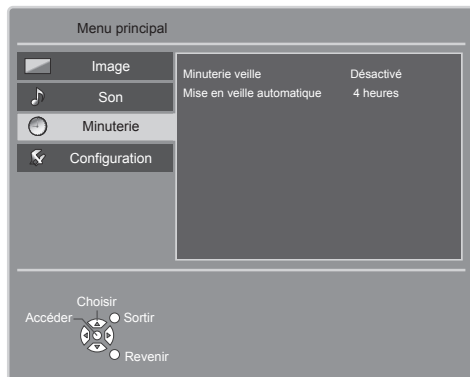 Menu principal
Image
Son
Minuterie
Configuration
Minuterie veille Désactivé
Mise en veille automatique 4 heures
Choisir
Accéder Sortir
Revenir